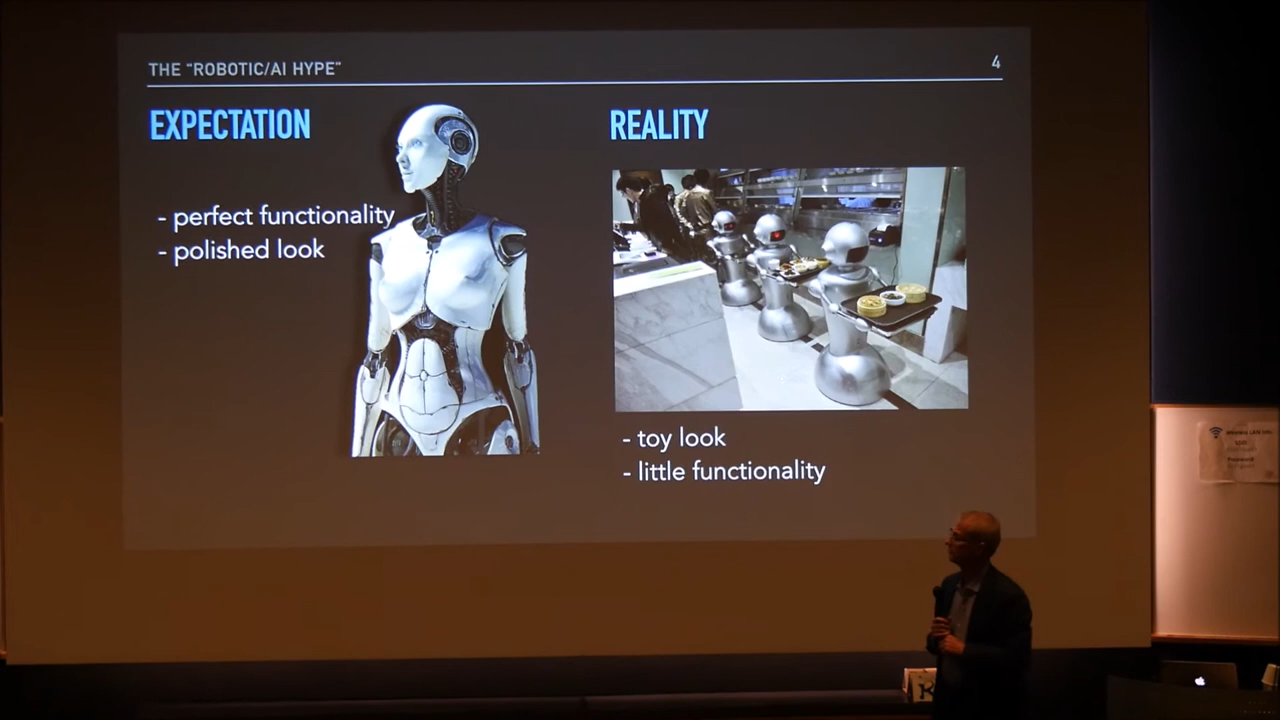 THE "ROBOTIC/AI HYPE"
4
EXPECTATION
- perfect functionality
- polished look
REALITY
- toy look
- little functionality
K